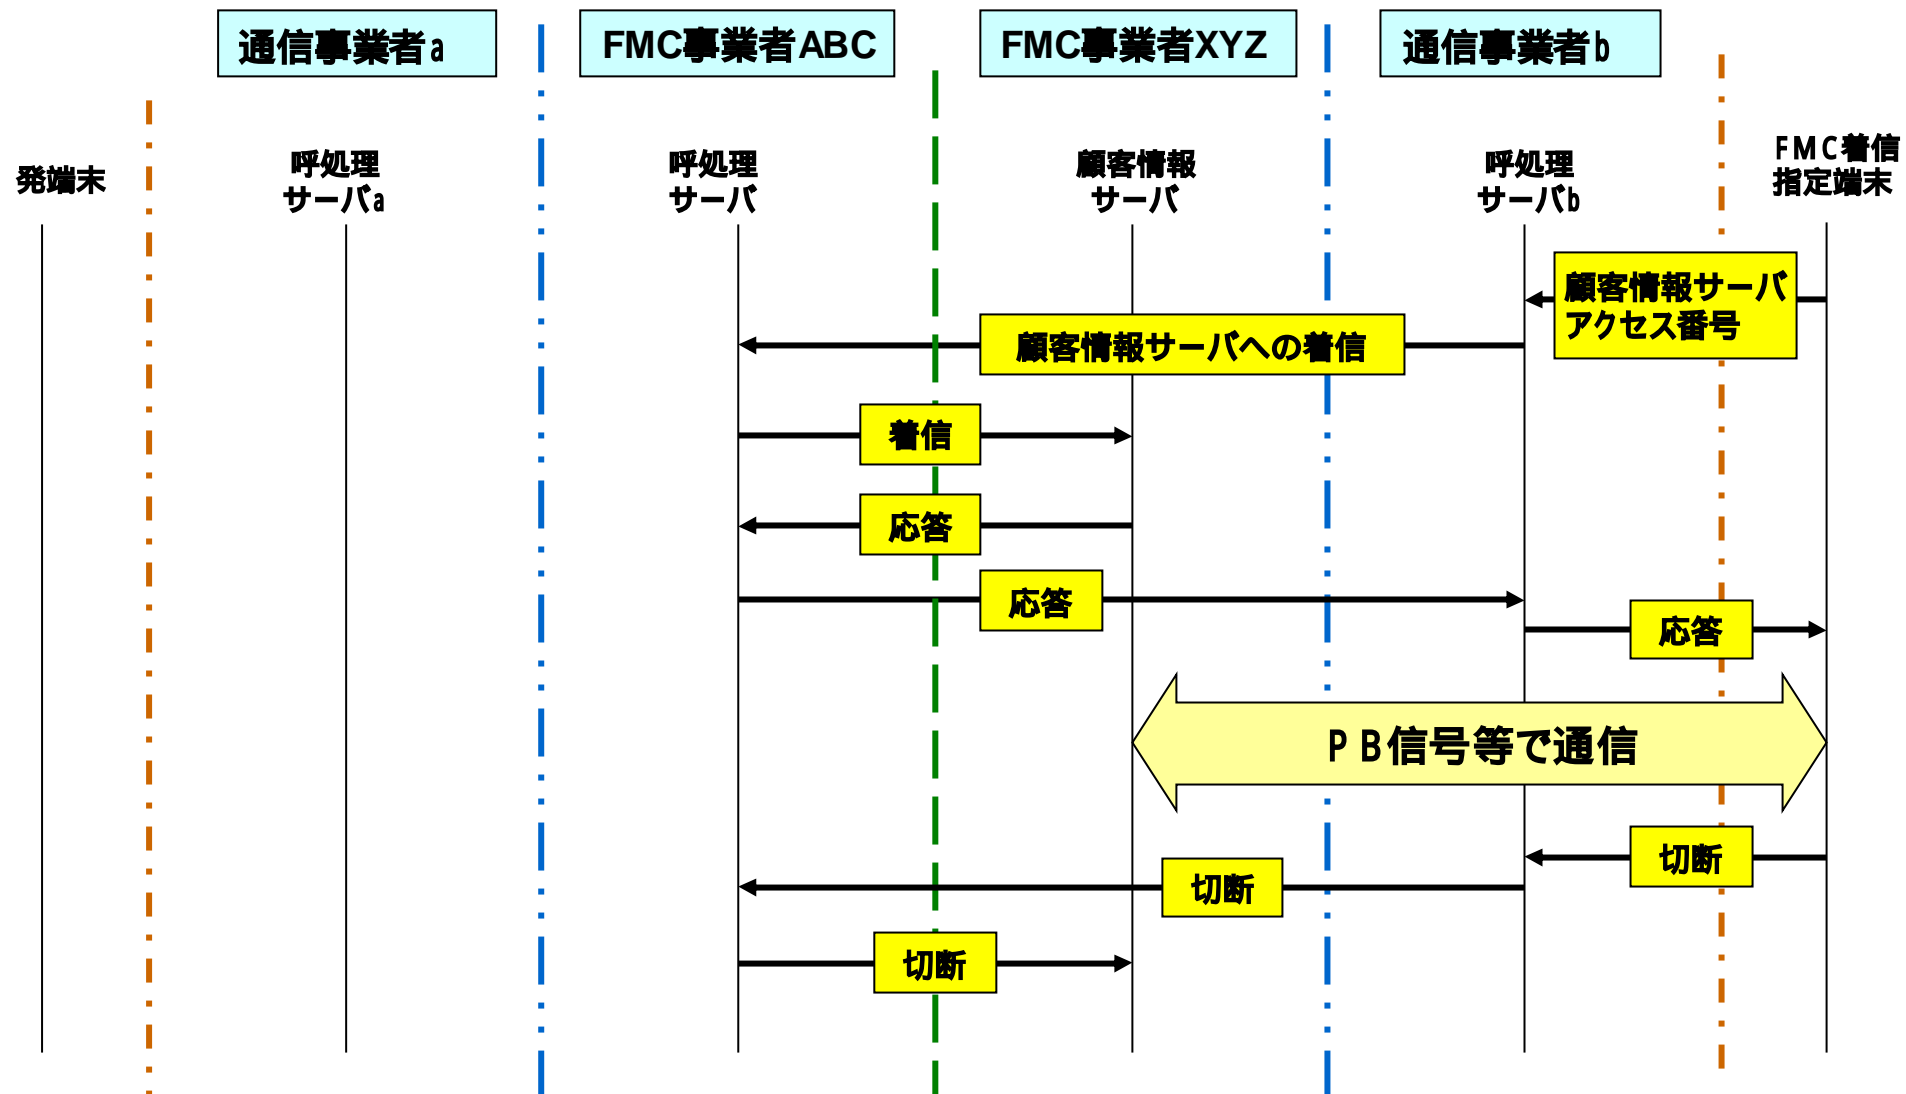 通信事業者a
FMC事業者ABC
FMC事業者XYZ
通信事業者b
発端末
呼処理
サーバa
呼処理
サーバ
顧客情報
サーバ
呼処理
サーバb
FMC着信
指定端末
顧客情報サーバ
アクセス番号
顧客情報サーバへの着信
着信
応答
応答
応答
PB信号等で通信
切断
切断
切断